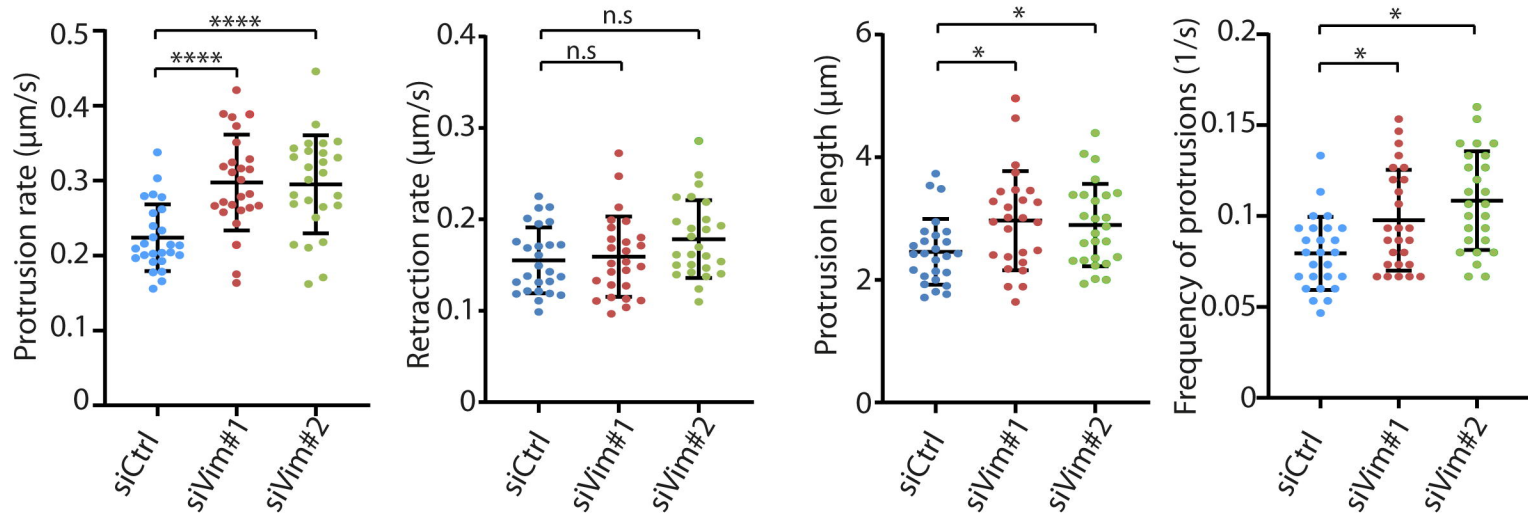 Protrusion rate (μm/s)
0.5
0.4
0.3
0.2
0.1
0
****
****
siCtrl
siVim#1
siVim#2
Retraction rate (μm/s)
0.4
0.3
0.2
0.1
0
n.s
n.s
siCtrl
siVim#1
siVim#2
Protrusion length (μm)
6
4
2
0
*
*
siCtrl
siVim#1
siVim#2
Frequency of protrusions (1/s)
0.2
0.15
0.1
0.05
0
*
*
siCtrl
siVim#1
siVim#2